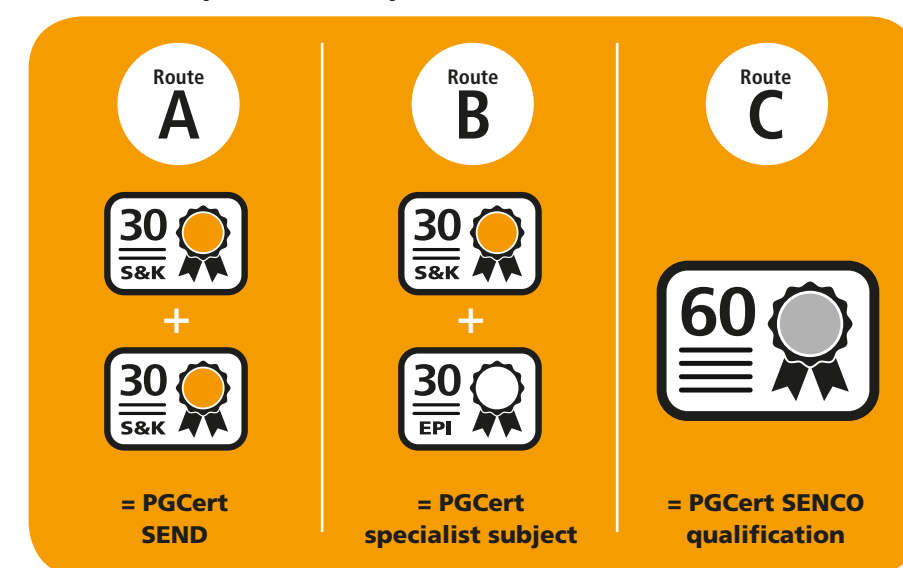 Route
A
30
S&K
+
30
S&K
= PGCert
SEND
Route
B
30
S&K
+
30
EPI
= PGCert
specialist subject
Route
C
60
= PGCert SENCO
qualification